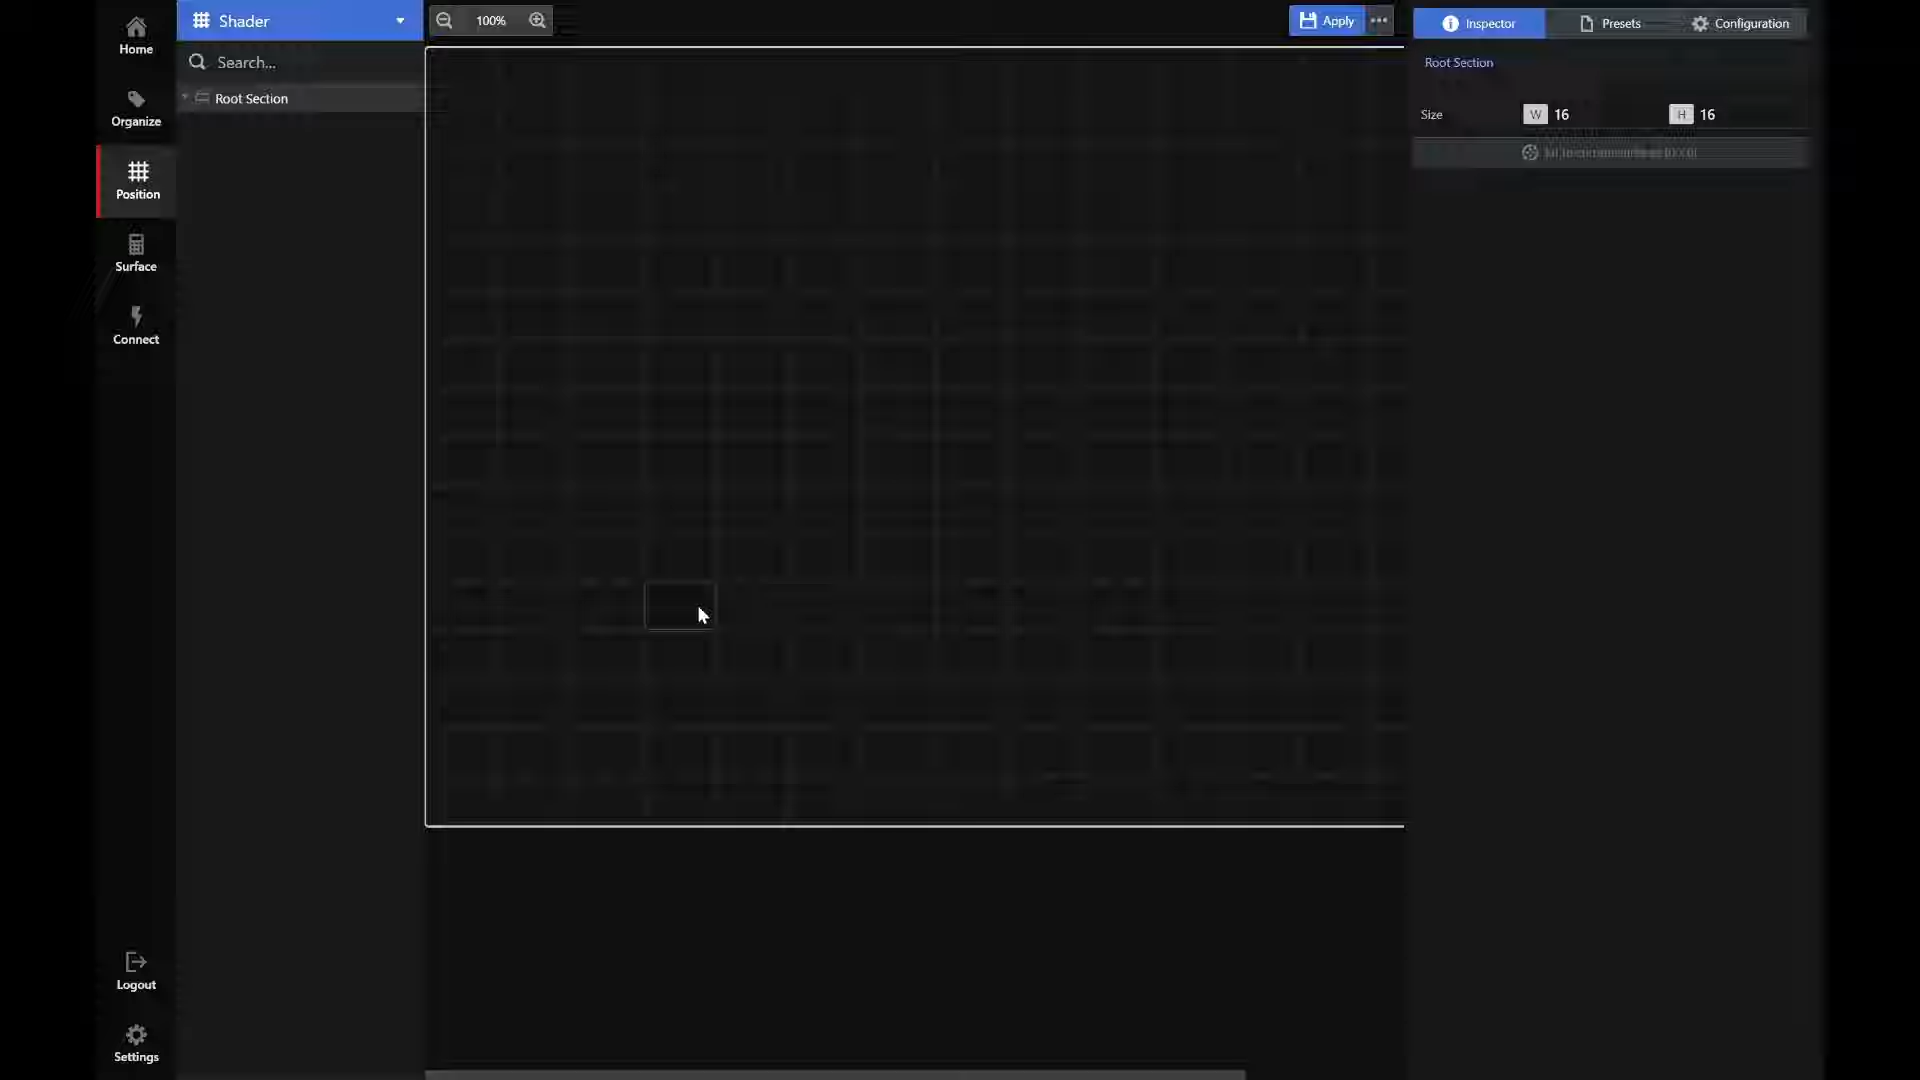 Home
Organize
Position
Surface
Connect
Logout
Settings
Shader
Search...
Root Section
100%
Apply
Inspector
Presets
Configuration
Root Section
Size
W 16
H 16